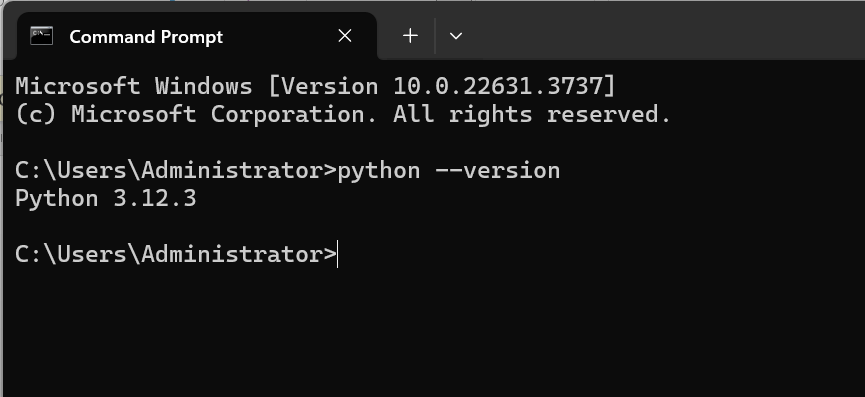 Command Prompt
Microsoft Windows [Version 10.0.22631.3737]
(c) Microsoft Corporation. All rights reserved.
C:\Users\Administrator>python --version
Python 3.12.3
C:\Users\Administrator>